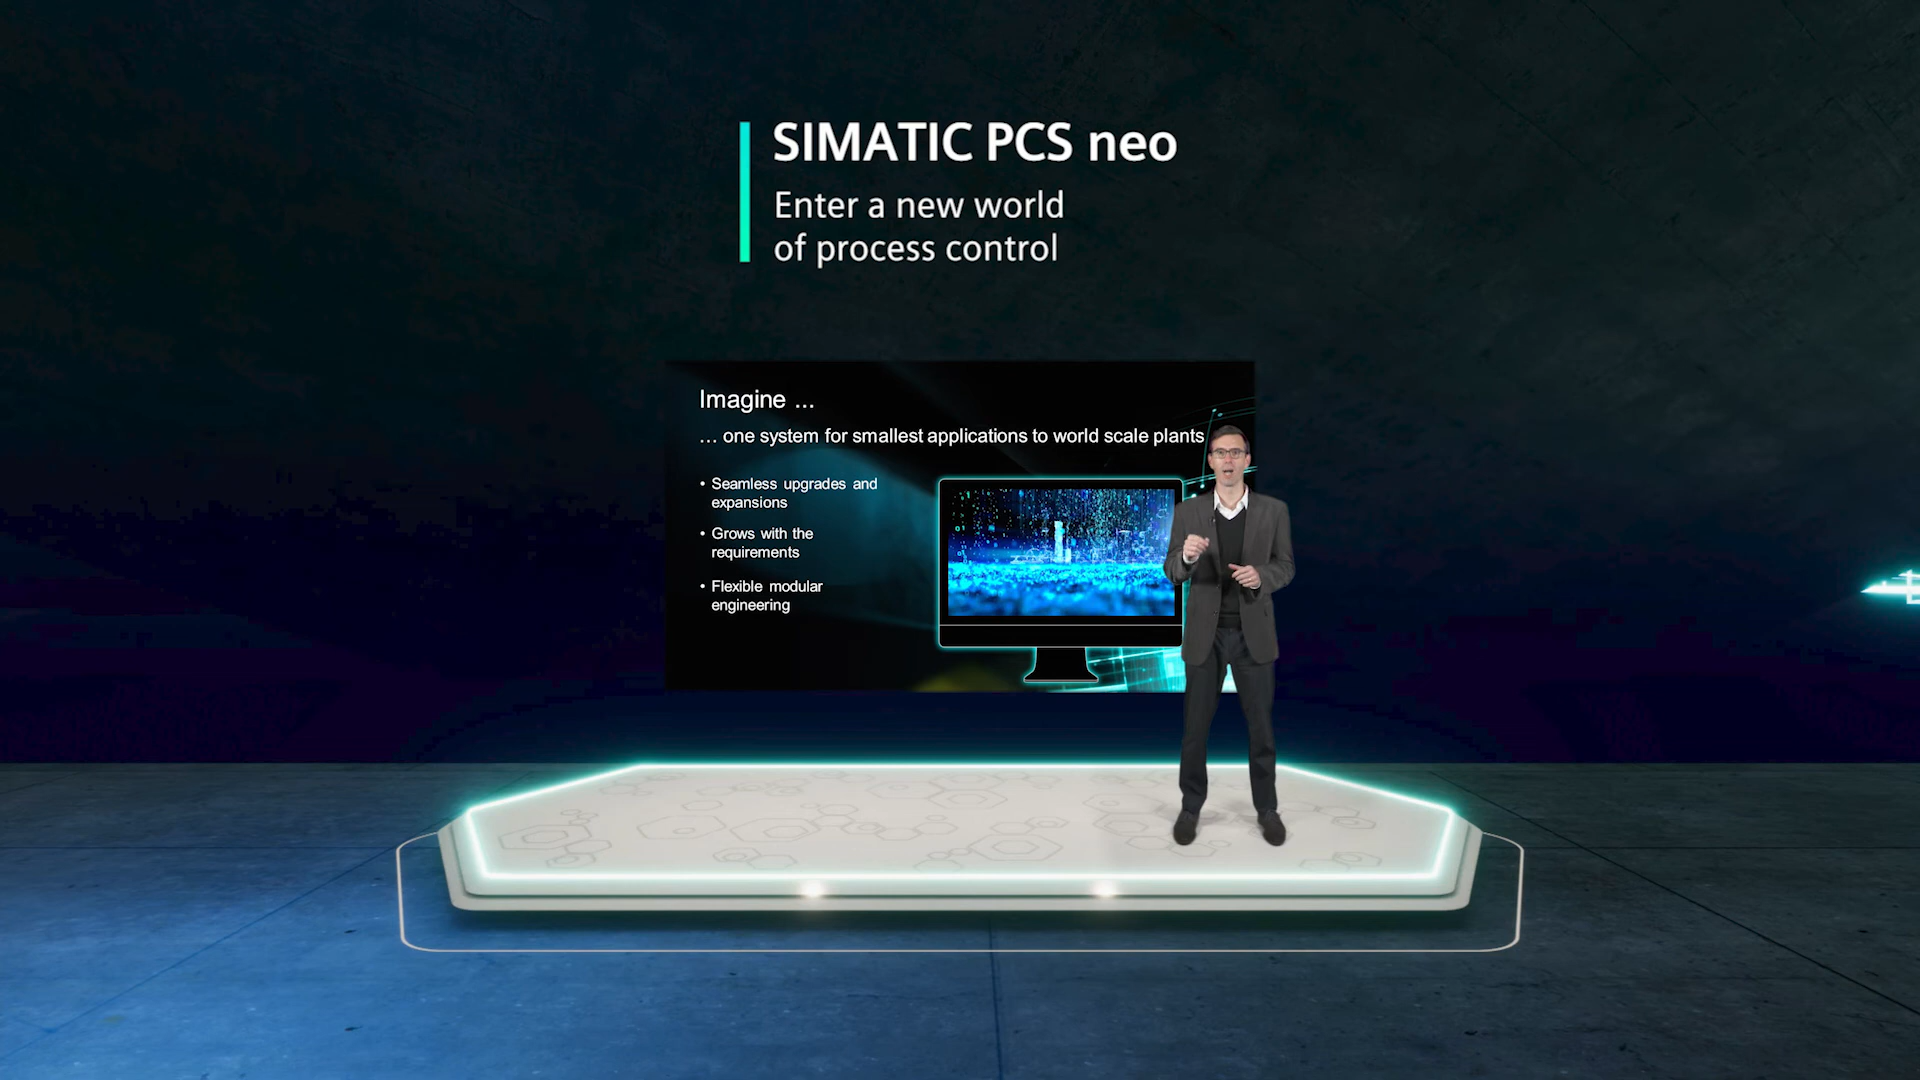 SIMATIC PCS neo
Enter a new world
of process control
Imagine ...
... one system for smallest applications to world scale plants
• Seamless upgrades and
expansions
• Grows with the
requirements
• Flexible modular
engineering